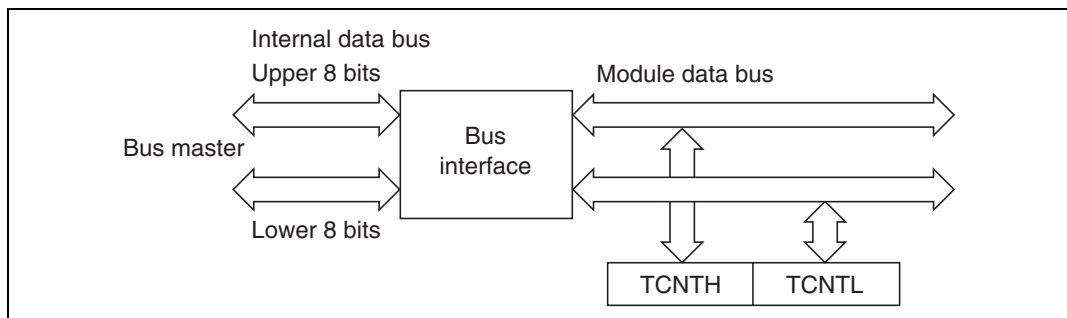 Internal data bus
Upper 8 bits
Module data bus
Bus master
Bus
interface
Lower 8 bits
TCNTH
TCNTL